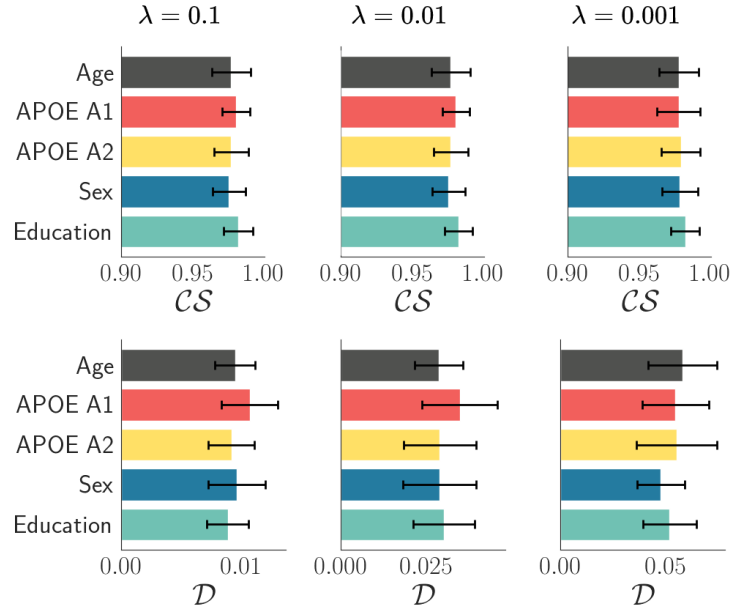 λ = 0.1 λ = 0.01 λ = 0.001
Age
APOE A1
APOE A2
Sex
Education
0.90 0.95 1.00 0.90 0.95 1.00 0.90 0.95 1.00
CS CS CS
Age
APOE A1
APOE A2
Sex
Education
0.00 0.01 0.000 0.025 0.00 0.05
D D D